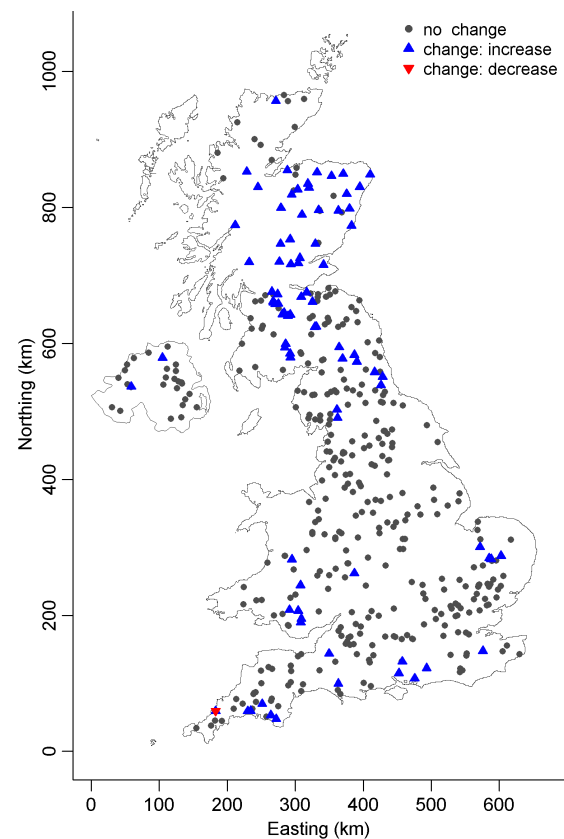 no change
change: increase
change: decrease
1000
800
600
400
200
0
Northing (km)
0 100 200 300 400 500 600
Easting (km)